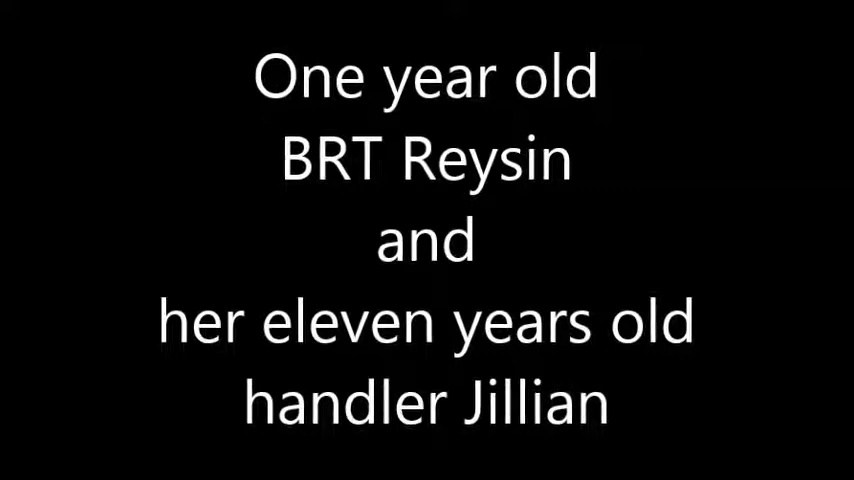 One year old
BRT Reysin
and
her eleven years old
handler Jillian